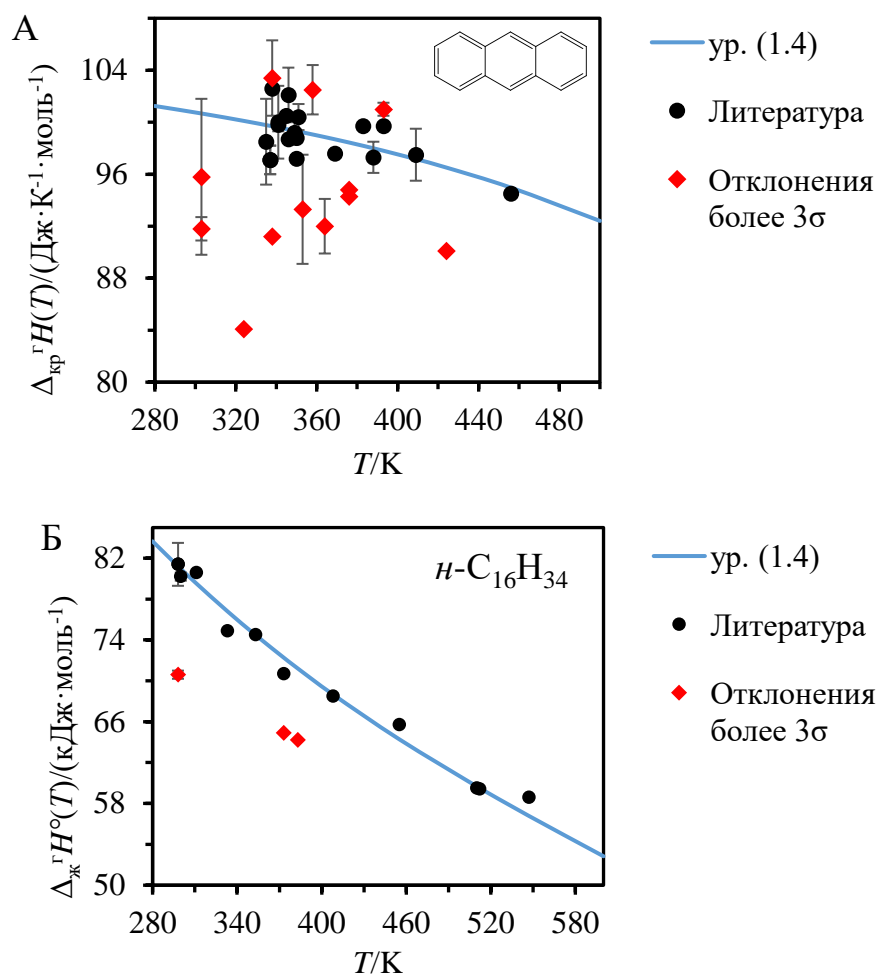 А
Δкр г H(T)/(Дж·K-1·моль-1)
104
96
88
80
280 320 360 400 440 480
T/K
ур. (1.4)
Литература
Отклонения
более 3σ
Б
Δж г H°(T)/(кДж·моль-1)
н-C16H34
82
74
66
58
50
280 340 400 460 520 580
T/K
ур. (1.4)
Литература
Отклонения
более 3σ